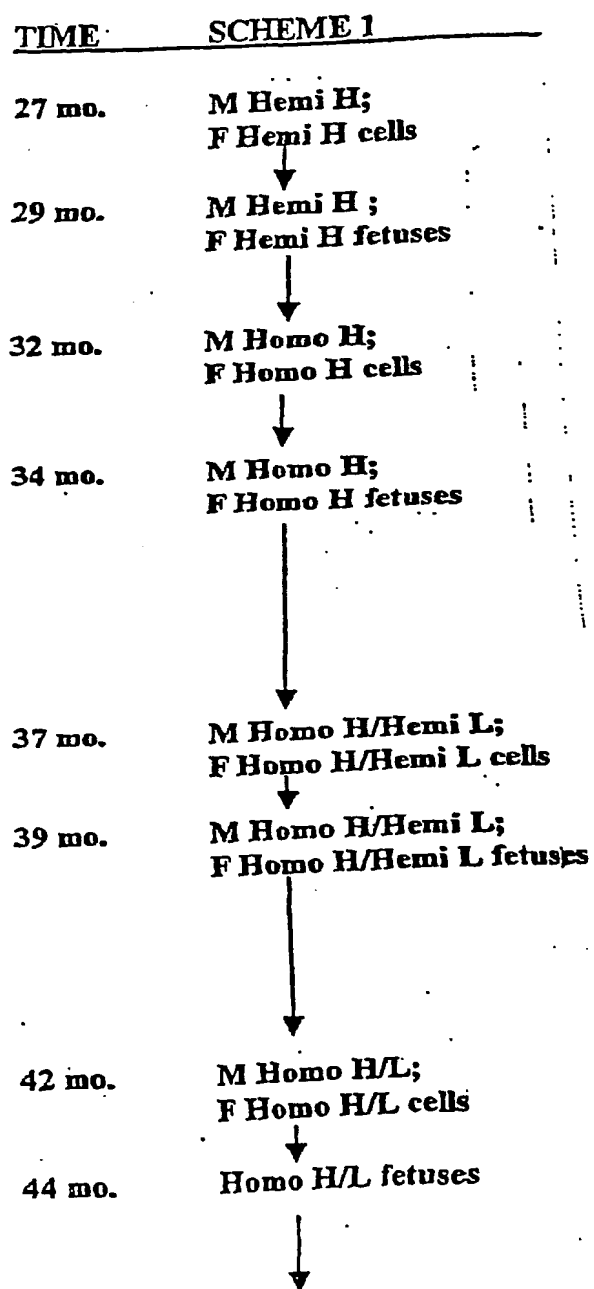 TIME SCHEME 1
27 mo. M Hemi H;
F Hemi H cells
29 mo. M Hemi H ;
F Hemi H fetuses
32 mo. M Homo H;
F Homo H cells
34 mo. M Homo H;
F Homo H fetuses
37 mo. M Homo H/Hemi L;
F Homo H/Hemi L cells
39 mo. M Homo H/Hemi L;
F Homo H/Hemi L fetuses
42 mo. M Homo H/L;
F Homo H/L cells
44 mo. Homo H/L fetuses